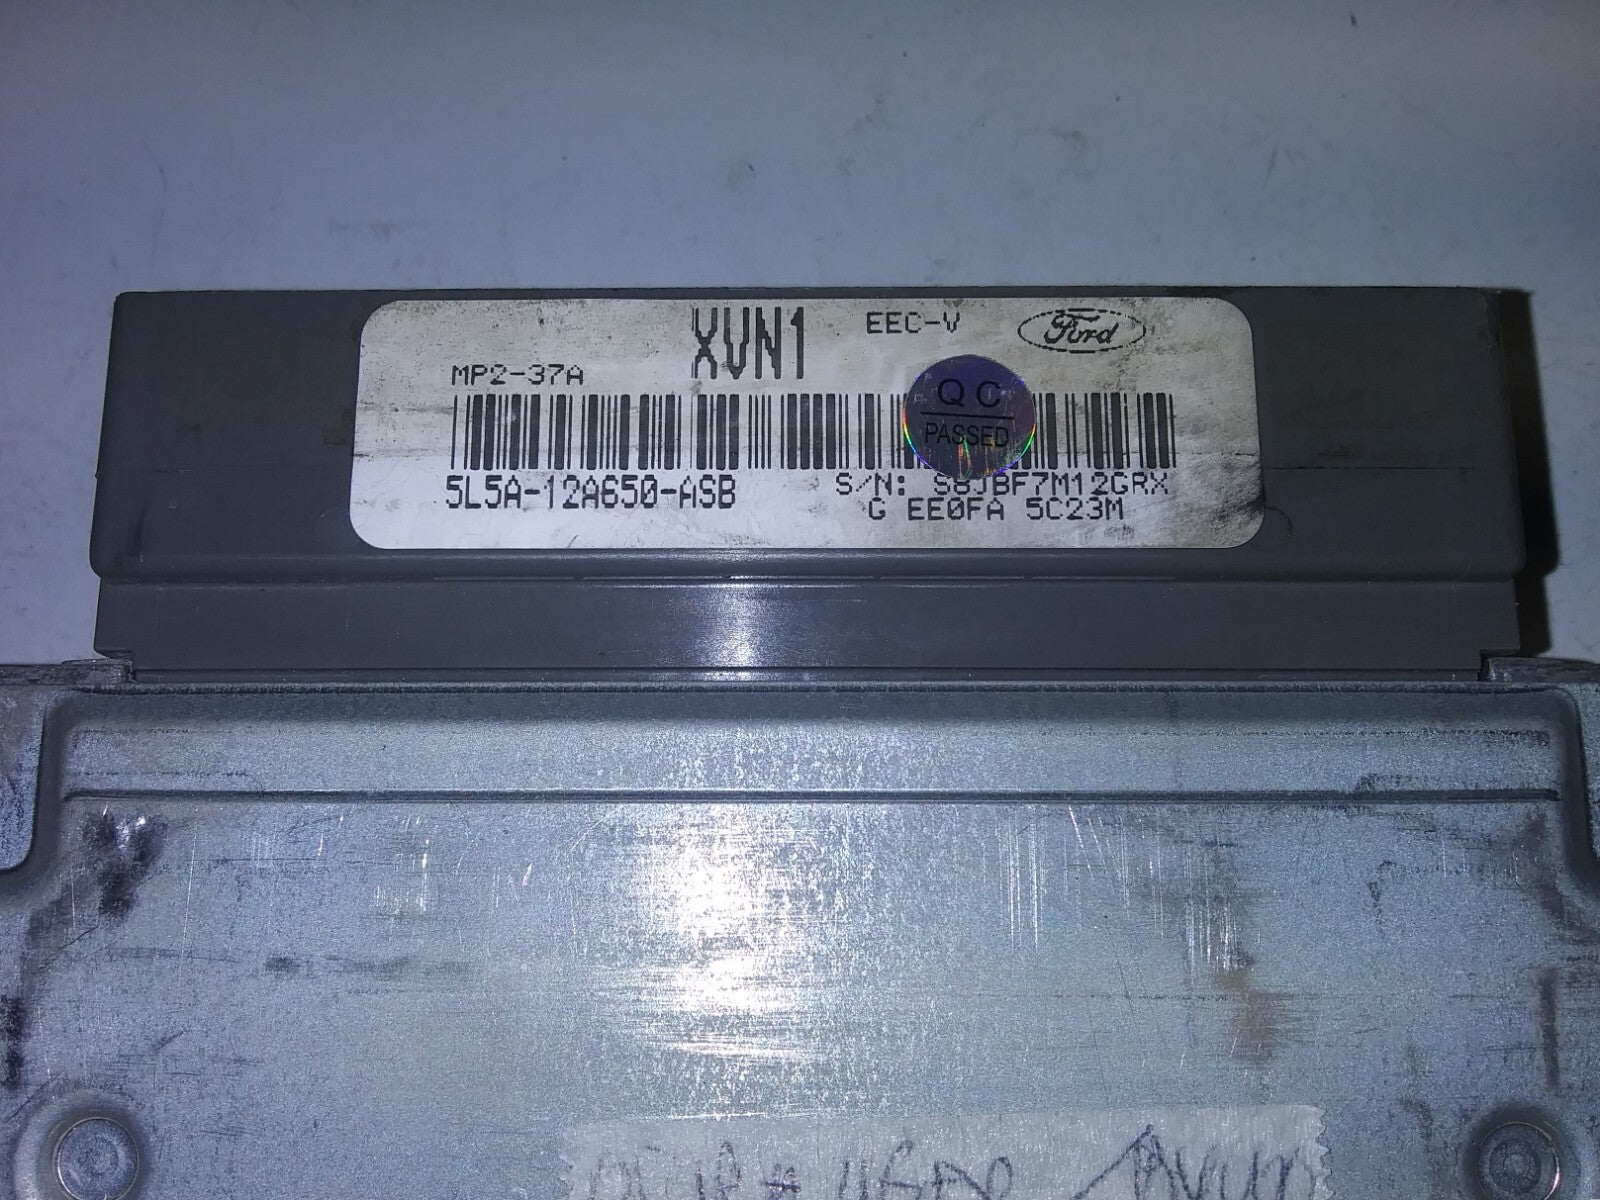 XVN1 EEC-V Ford
MP2-37A
QC
PASSED
5L5A-12A650-ASB
S/N: S8JBF7M12GRX
G EE0FA 5C23M